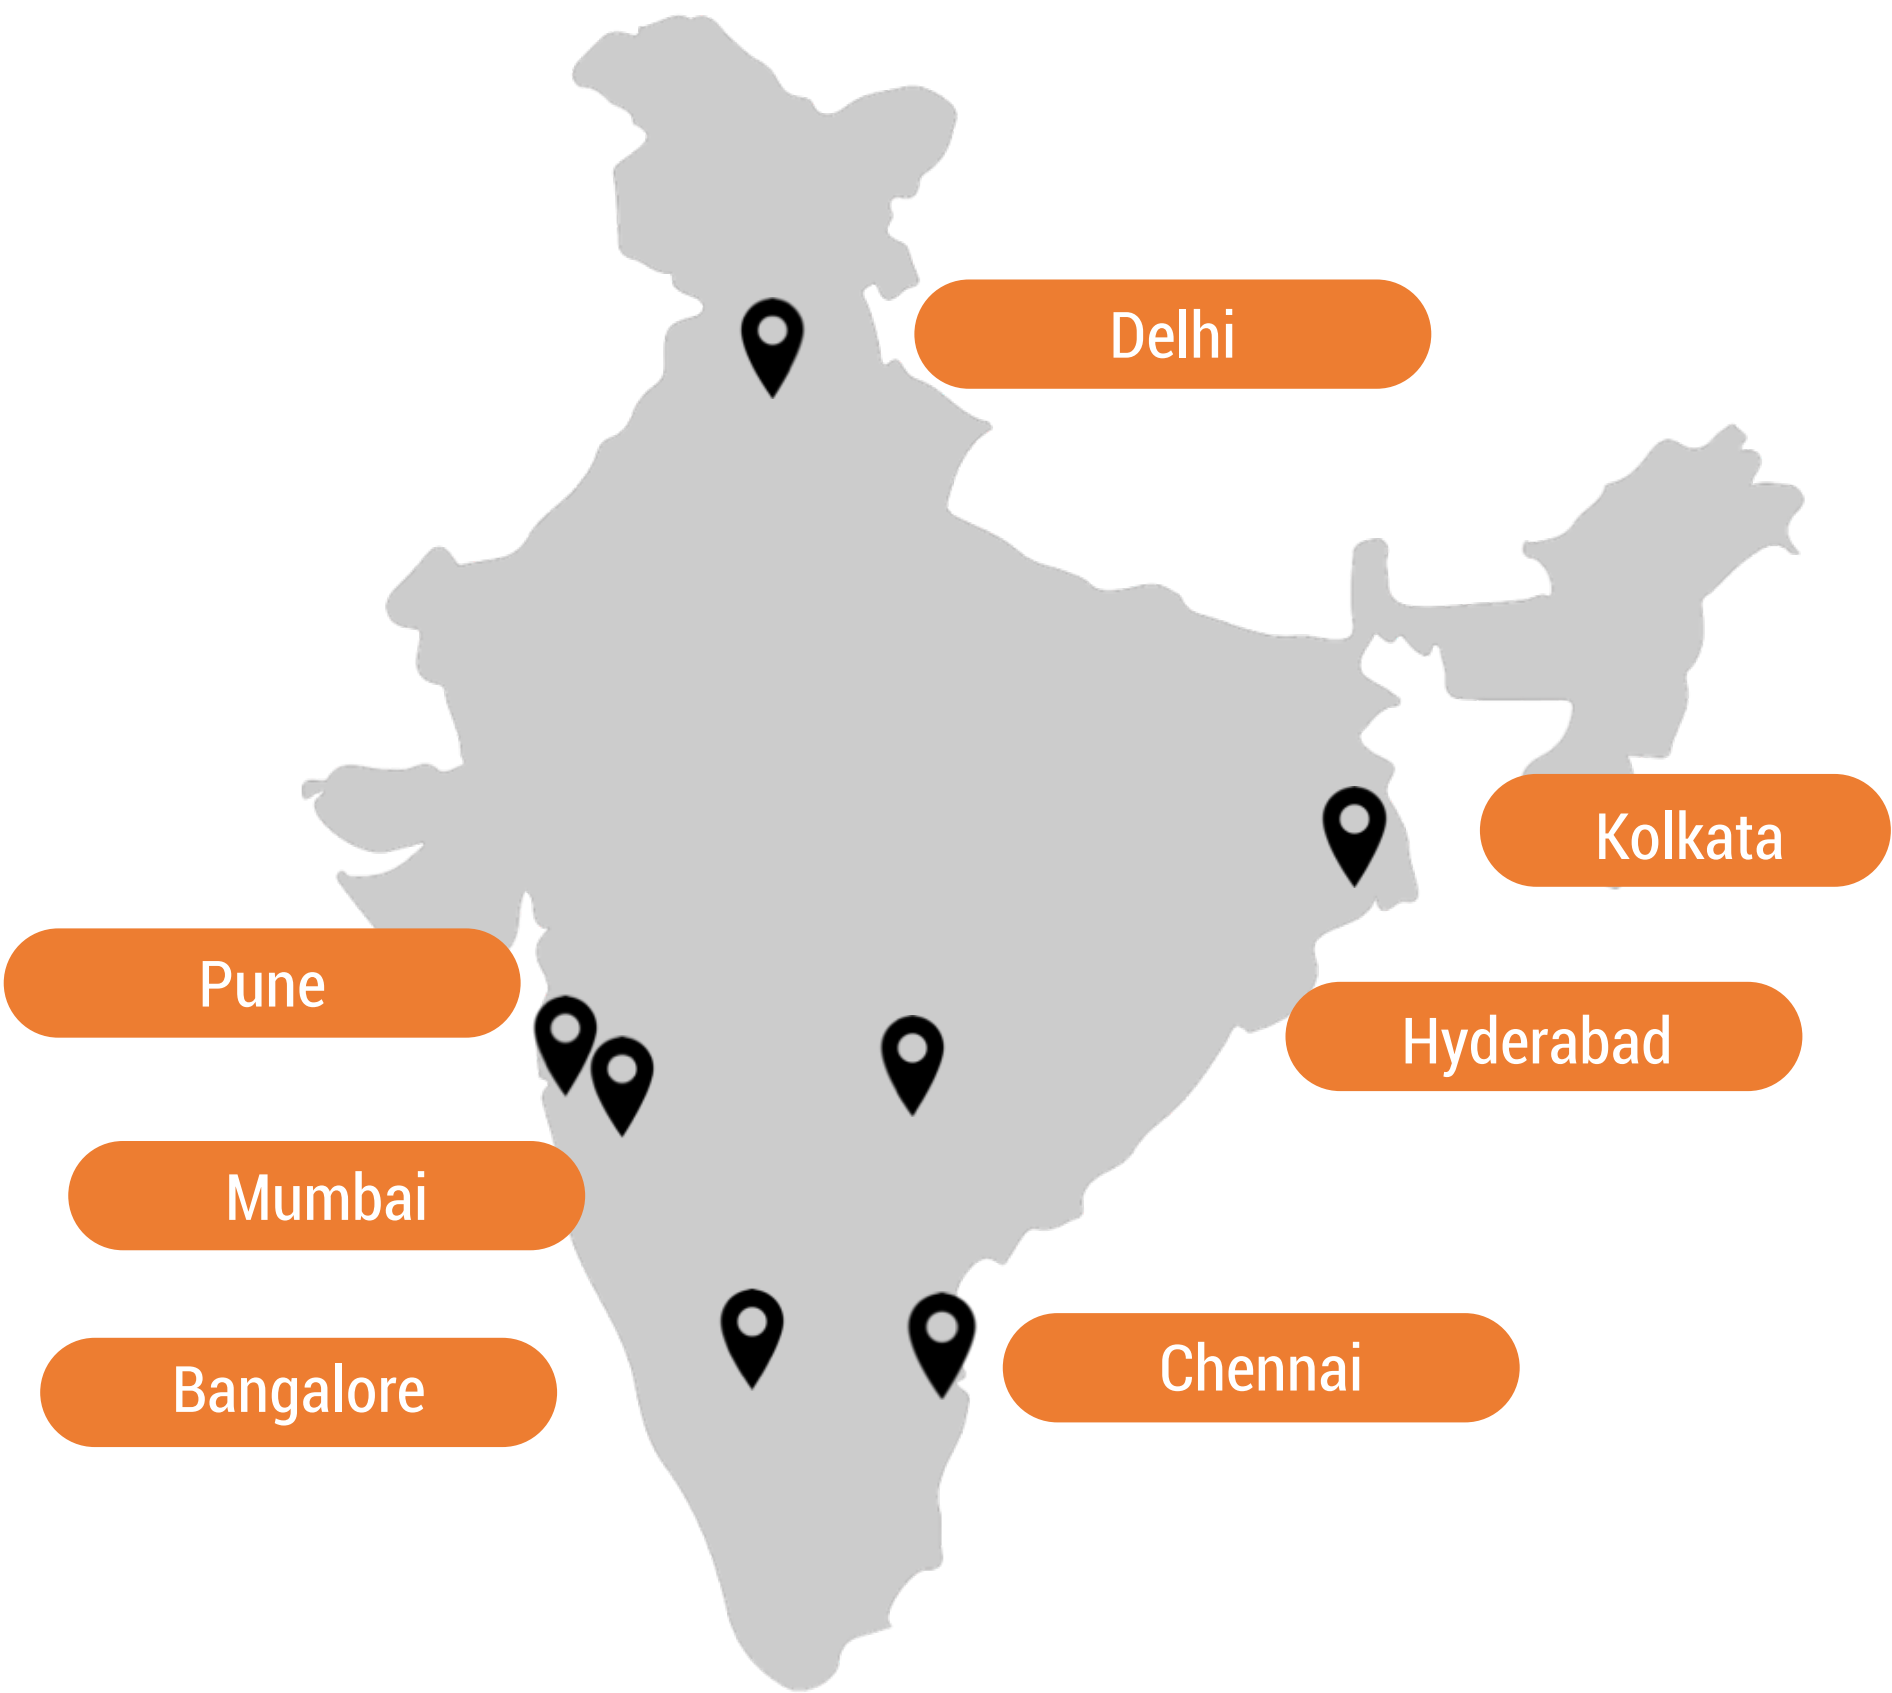 Delhi
Kolkata
Pune
Hyderabad
Mumbai
Chennai
Bangalore